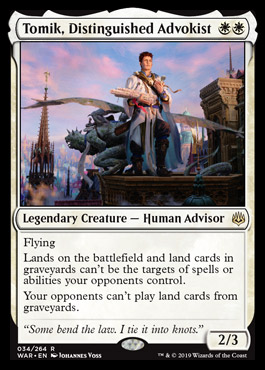 Tomik, Distinguished Advokist
Legendary Creature — Human Advisor
Flying
Lands on the battlefield and land cards in
graveyards can't be the targets of spells or
abilities your opponents control.
Your opponents can't play land cards from
graveyards.
"Some bend the law. I tie it into knots."
2/3
034/264 R
WAR • EN JOHANNES VOSS
™ & © 2019 Wizards of the Coast